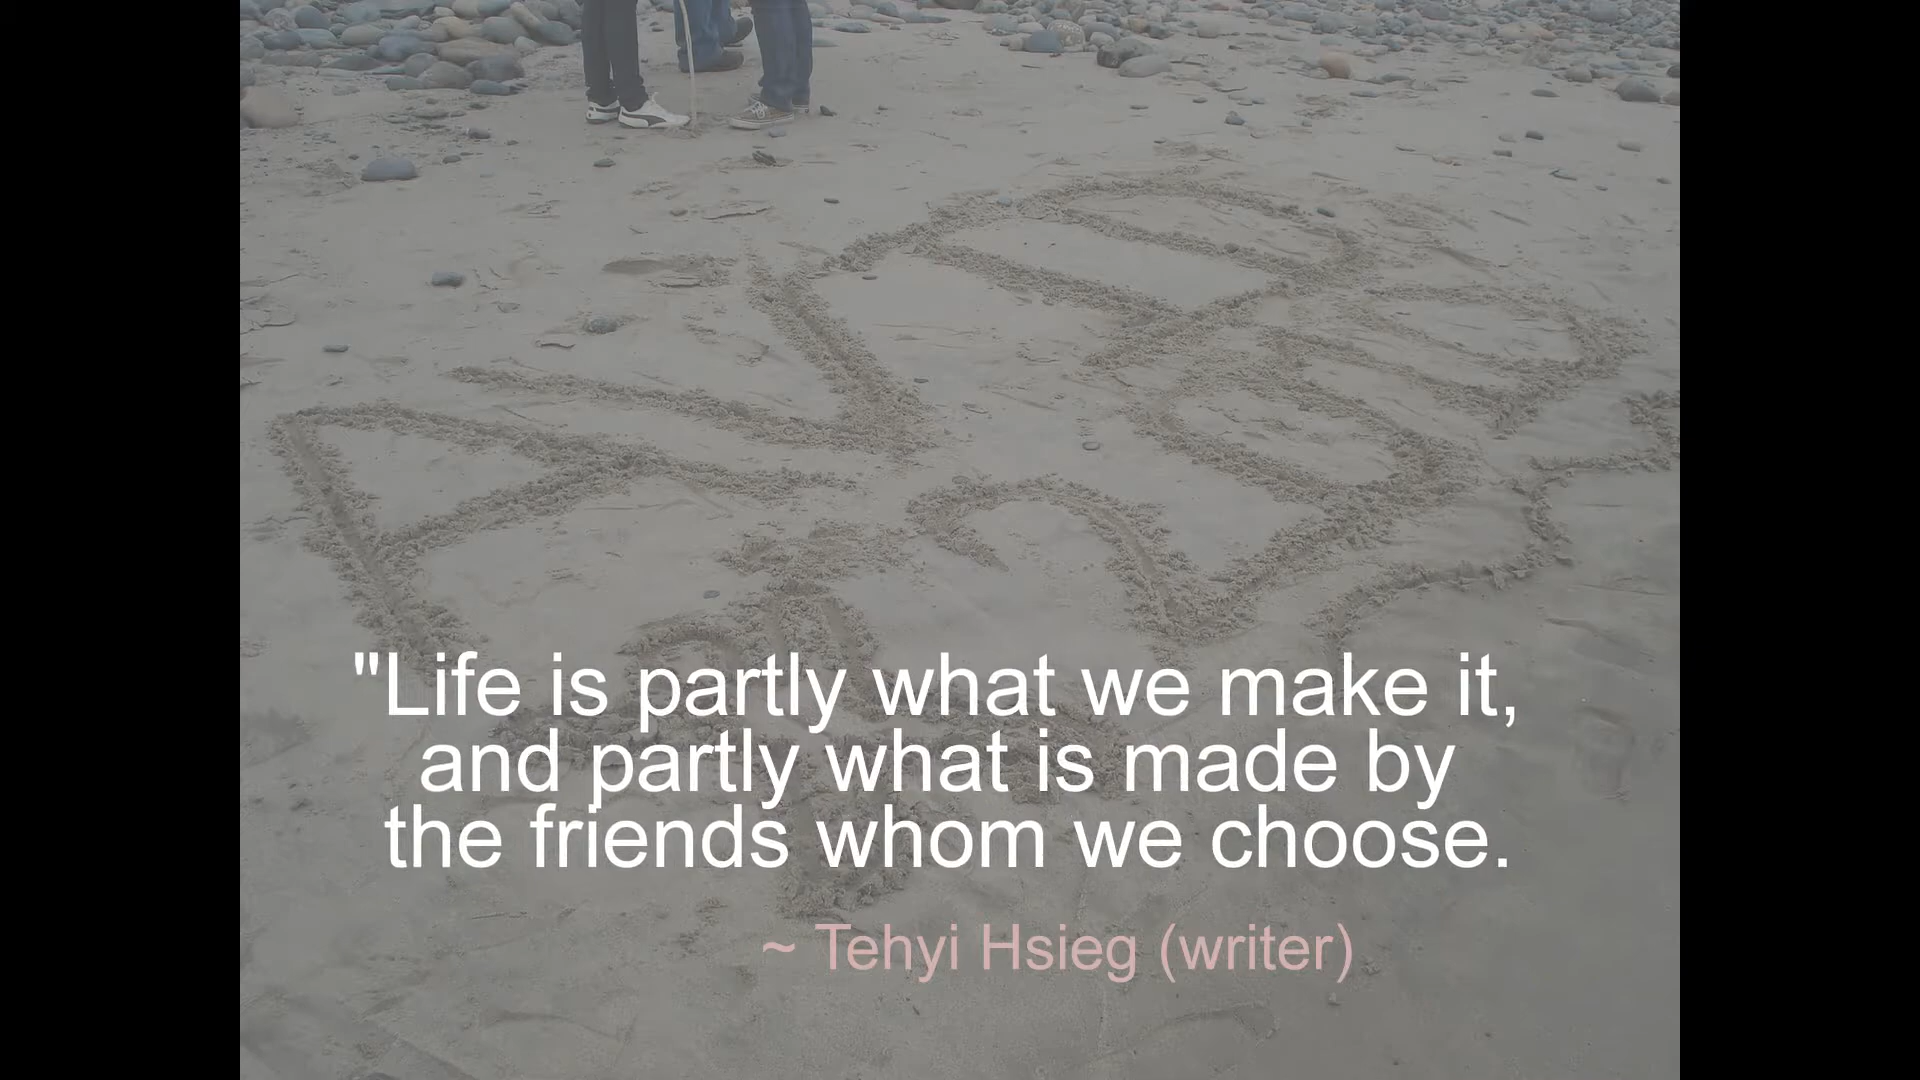 "Life is partly what we make it,
and partly what is made by
the friends whom we choose.
~ Tehyi Hsieg (writer)